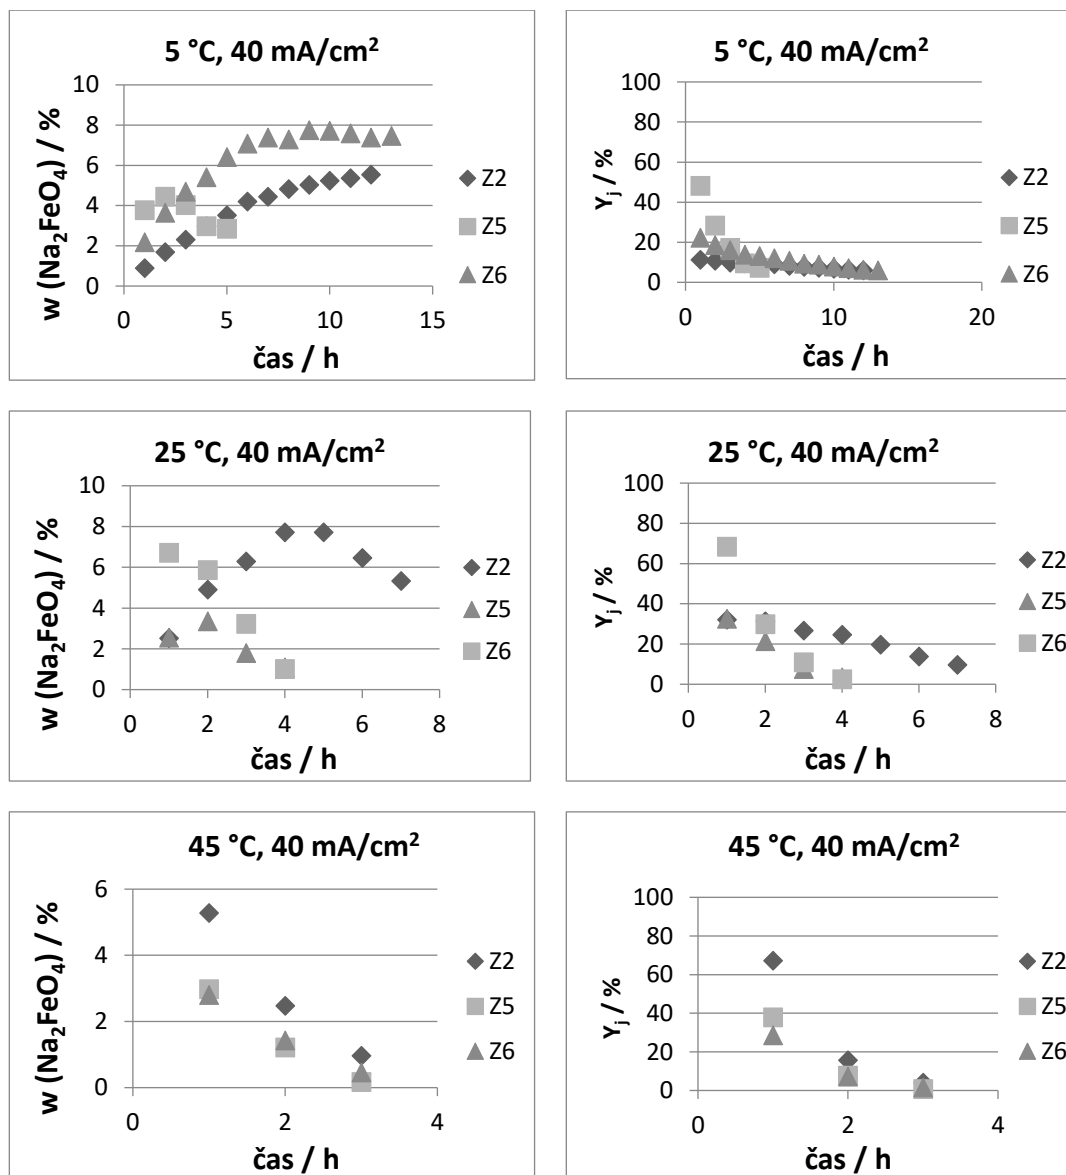 5 °C, 40 mA/cm²
w (Na₂FeO₄) / %
10
8
6
4
2
0
0 5 10 15
čas / h
Z2
Z5
Z6
5 °C, 40 mA/cm²
Yⱼ / %
100
80
60
40
20
0
0 10 20
čas / h
Z2
Z5
Z6
25 °C, 40 mA/cm²
w (Na₂FeO₄) / %
10
8
6
4
2
0
0 2 4 6 8
čas / h
Z2
Z5
Z6
25 °C, 40 mA/cm²
Yⱼ / %
100
80
60
40
20
0
0 2 4 6 8
čas / h
Z2
Z5
Z6
45 °C, 40 mA/cm²
w (Na₂FeO₄) / %
6
4
2
0
0 2 4
čas / h
Z2
Z5
Z6
45 °C, 40 mA/cm²
Yⱼ / %
100
80
60
40
20
0
0 2 4
čas / h
Z2
Z5
Z6